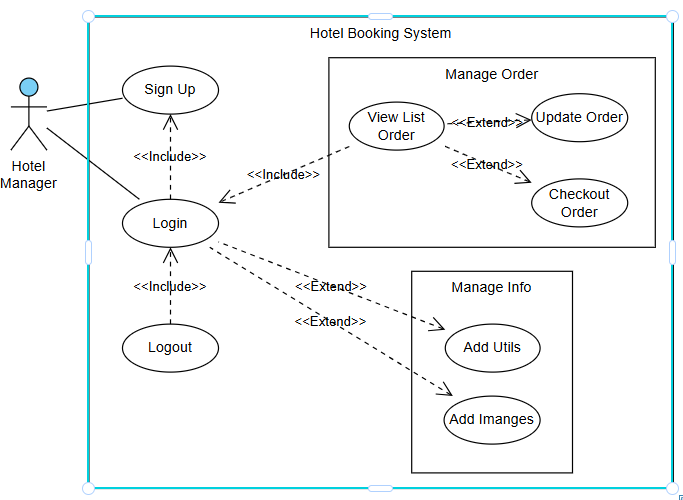 Hotel Booking System
Manage Order
Sign Up
View List
Order
<<Extend>>
Update Order
<<Include>>
Hotel
Manager
<<Include>>
<<Extend>>
Checkout
Order
Login
<<Include>>
<<Extend>>
Manage Info
<<Extend>>
Logout
Add Utils
Add Imanges